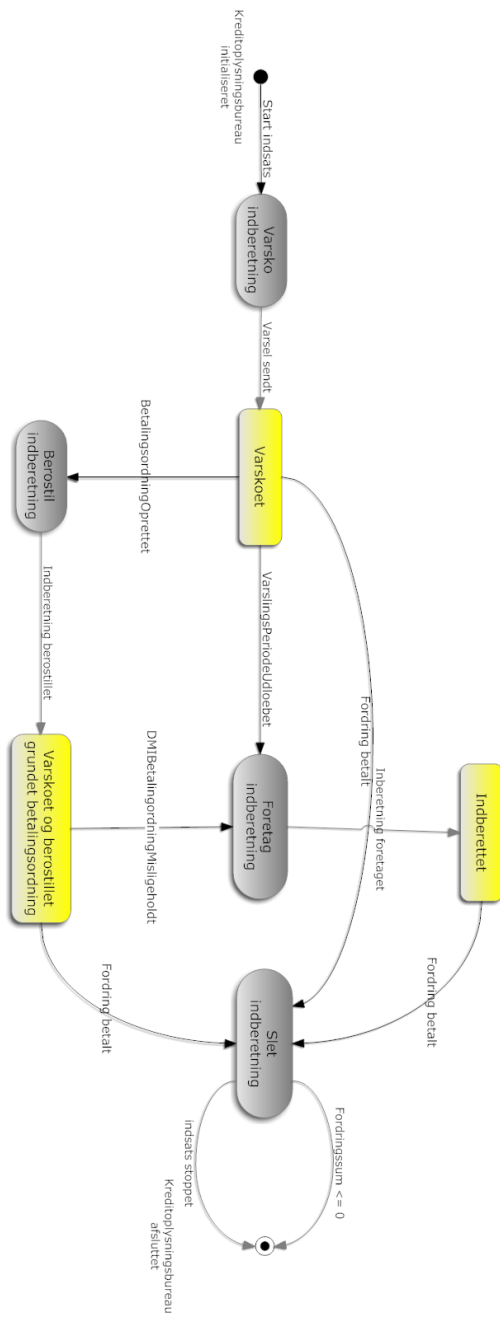 Kreditoplysningsbureau
initialiseret
Start indsats
Varsko
indberetning
Varsel sendt
Varskoet
BetalingsordningOprettet
VarslingsPeriodeUdloebet
Fordring betalt
Berostil
indberetning
Indberetning berostillet
Varskoet og berostillet
grundet betalingsordning
DMIBetalingordningMisligeholdt
Foretag
indberetning
Inberetning foretaget
Indberettet
Fordring betalt
Fordring betalt
Slet
indberetning
Fordringssum <= 0
indsats stoppet
Kreditoplysningsbureau
afsluttet